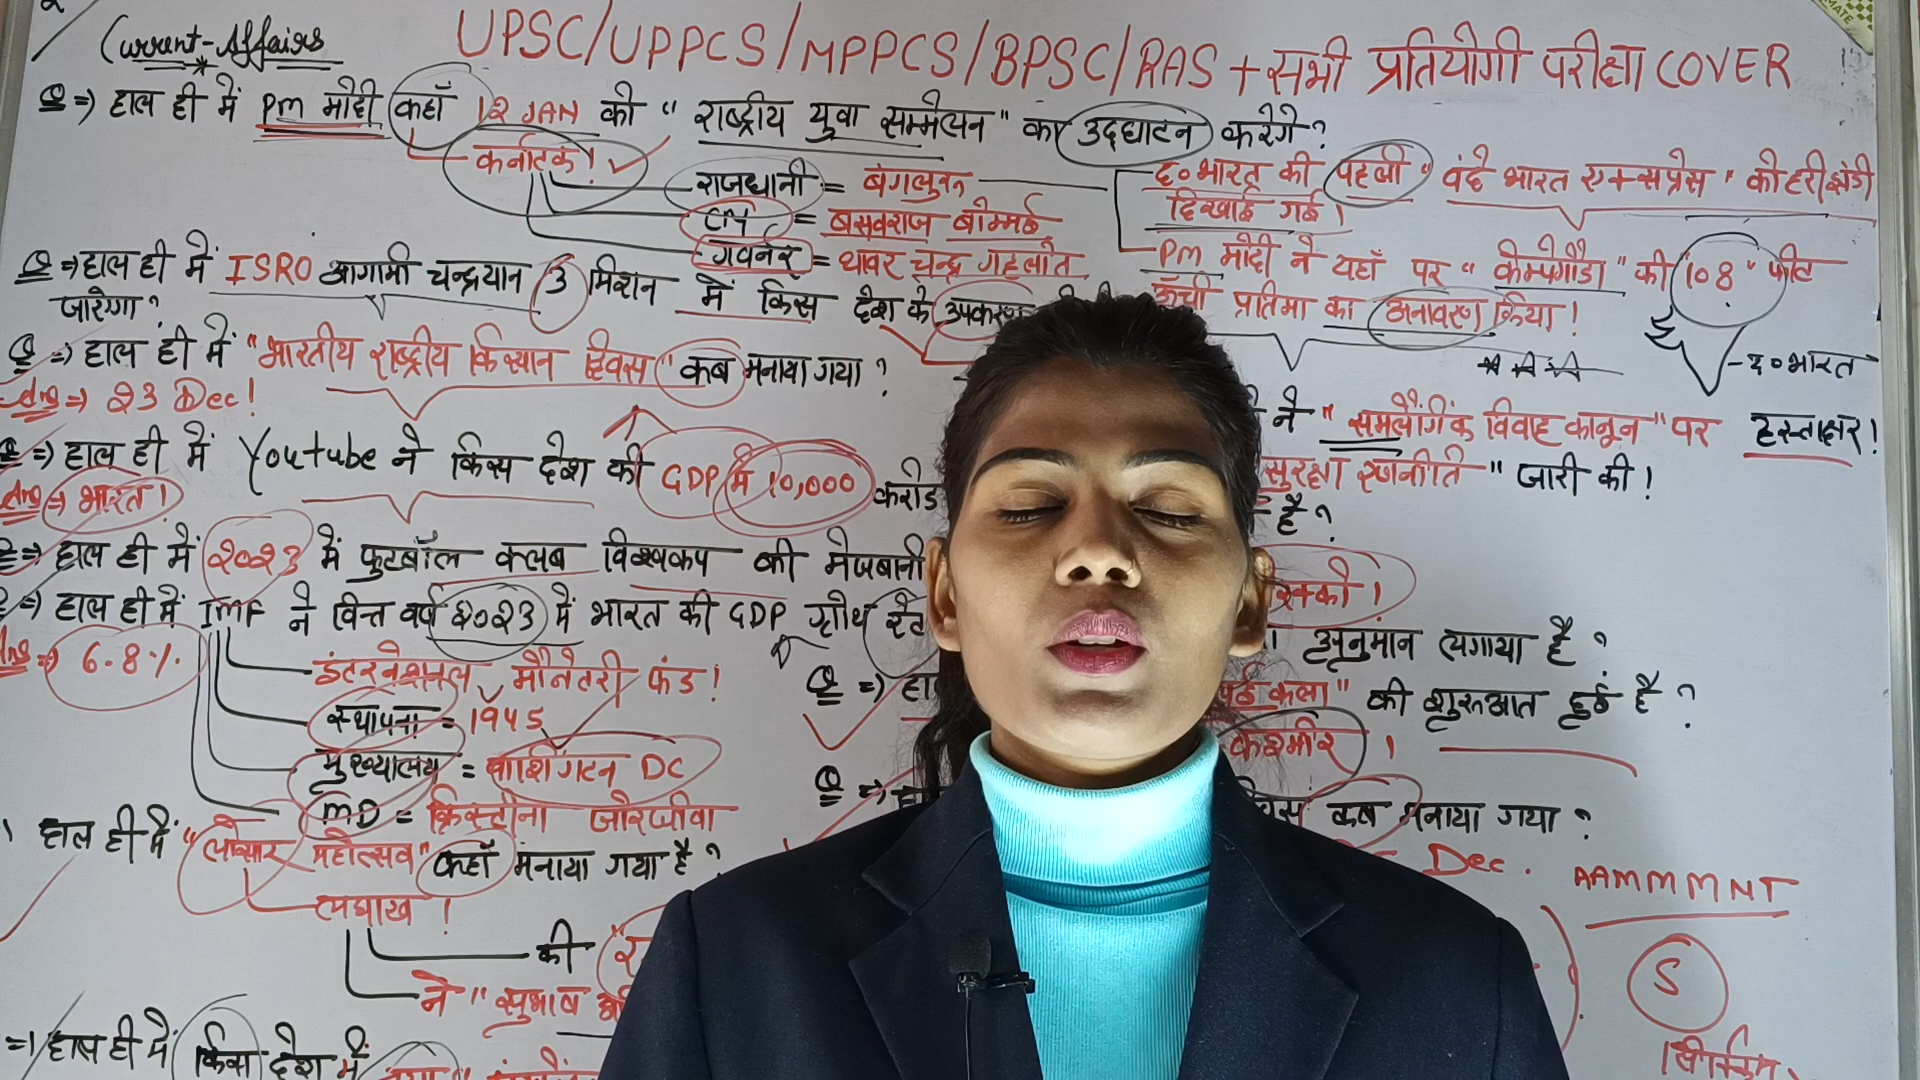 Current-Affairs
UPSC/UPPCS/MPPCS/BPSC/RAS + सभी प्रतियोगी परीक्षा COVER
Q ⇒ हाल ही में PM मोदी कहाँ 12 JAN को "राष्ट्रीय युवा सम्मेलन" का उद्घाटन करेंगे?
कर्नाटक! ✓
राजधानी = बंगलुरू
CM = बसवराज बोम्मई
गवर्नर = थावर चन्द्र गहलोत
द० भारत की पहली "वंदे भारत एक्सप्रेस" को हरी झंडी
दिखाई गई।
PM मोदी ने यहाँ पर "केम्पेगौडा" की 108 फीट
ऊँची प्रतिमा का अनावरण किया!
द० भारत
Q ⇒ हाल ही में ISRO आगामी चन्द्रयान 3 मिशन में किस देश के उपकरण
जारेगा?
Q ⇒ हाल ही में "भारतीय राष्ट्रीय किसान दिवस" कब मनाया गया?
Ans ⇒ 23 Dec!
ने "समलैंगिक विवाह कानून" पर हस्ताक्षर!
सुरक्षा रणनीति" जारी की!
Q ⇒ हाल ही में Youtube ने किस देश की GDP में 10,000 करोड़
है?
Ans ⇒ भारत!
⇒ हाल ही में 2023 में फुटबॉल क्लब विश्वकप की मेजबानी
क्को!
⇒ हाल ही में IMF ने वित्त वर्ष 2023 में भारत की GDP ग्रोथ रेट
अनुमान लगाया है?
Ans ⇒ 6.8%
इंटरनेशनल मौनेटरी फंड!
स्थापना = 1945
मुख्यालय = वाशिंगटन DC
MD = क्रिस्टीना जोरजीवा
Q ⇒
कला" की शुरुआत हुई है?
कश्मीर।
Q ⇒
कब मनाया गया?
Dec.
हाल ही में "लोसार महोत्सव" कहाँ मनाया गया है?
लद्दाख!
की
ने "सुभाष
AAMMMNT
S
सिक्किम
⇒ हाल ही में किस देश में